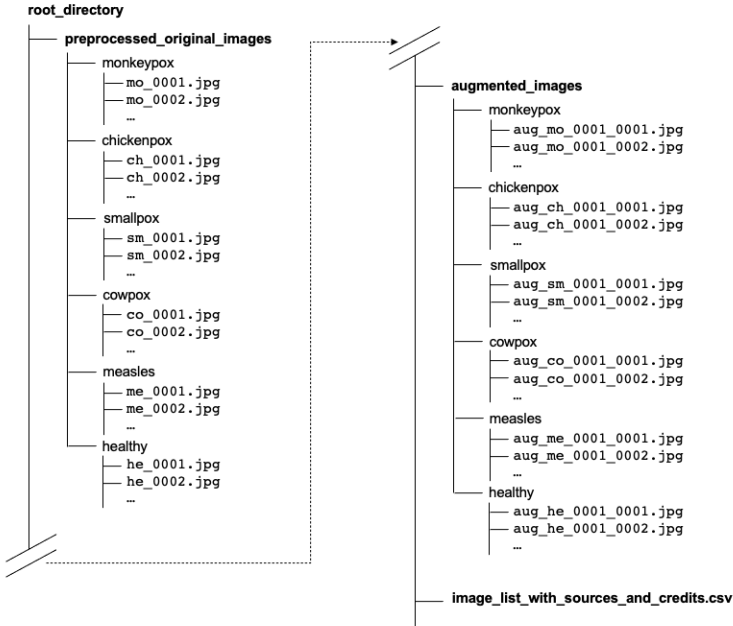 root_directory
preprocessed_original_images
monkeypox
mo_0001.jpg
mo_0002.jpg
...
chickenpox
ch_0001.jpg
ch_0002.jpg
...
smallpox
sm_0001.jpg
sm_0002.jpg
...
cowpox
co_0001.jpg
co_0002.jpg
...
measles
me_0001.jpg
me_0002.jpg
...
healthy
he_0001.jpg
he_0002.jpg
...
augmented_images
monkeypox
aug_mo_0001_0001.jpg
aug_mo_0001_0002.jpg
...
chickenpox
aug_ch_0001_0001.jpg
aug_ch_0001_0002.jpg
...
smallpox
aug_sm_0001_0001.jpg
aug_sm_0001_0002.jpg
...
cowpox
aug_co_0001_0001.jpg
aug_co_0001_0002.jpg
...
measles
aug_me_0001_0001.jpg
aug_me_0001_0002.jpg
...
healthy
aug_he_0001_0001.jpg
aug_he_0001_0002.jpg
...
image_list_with_sources_and_credits.csv